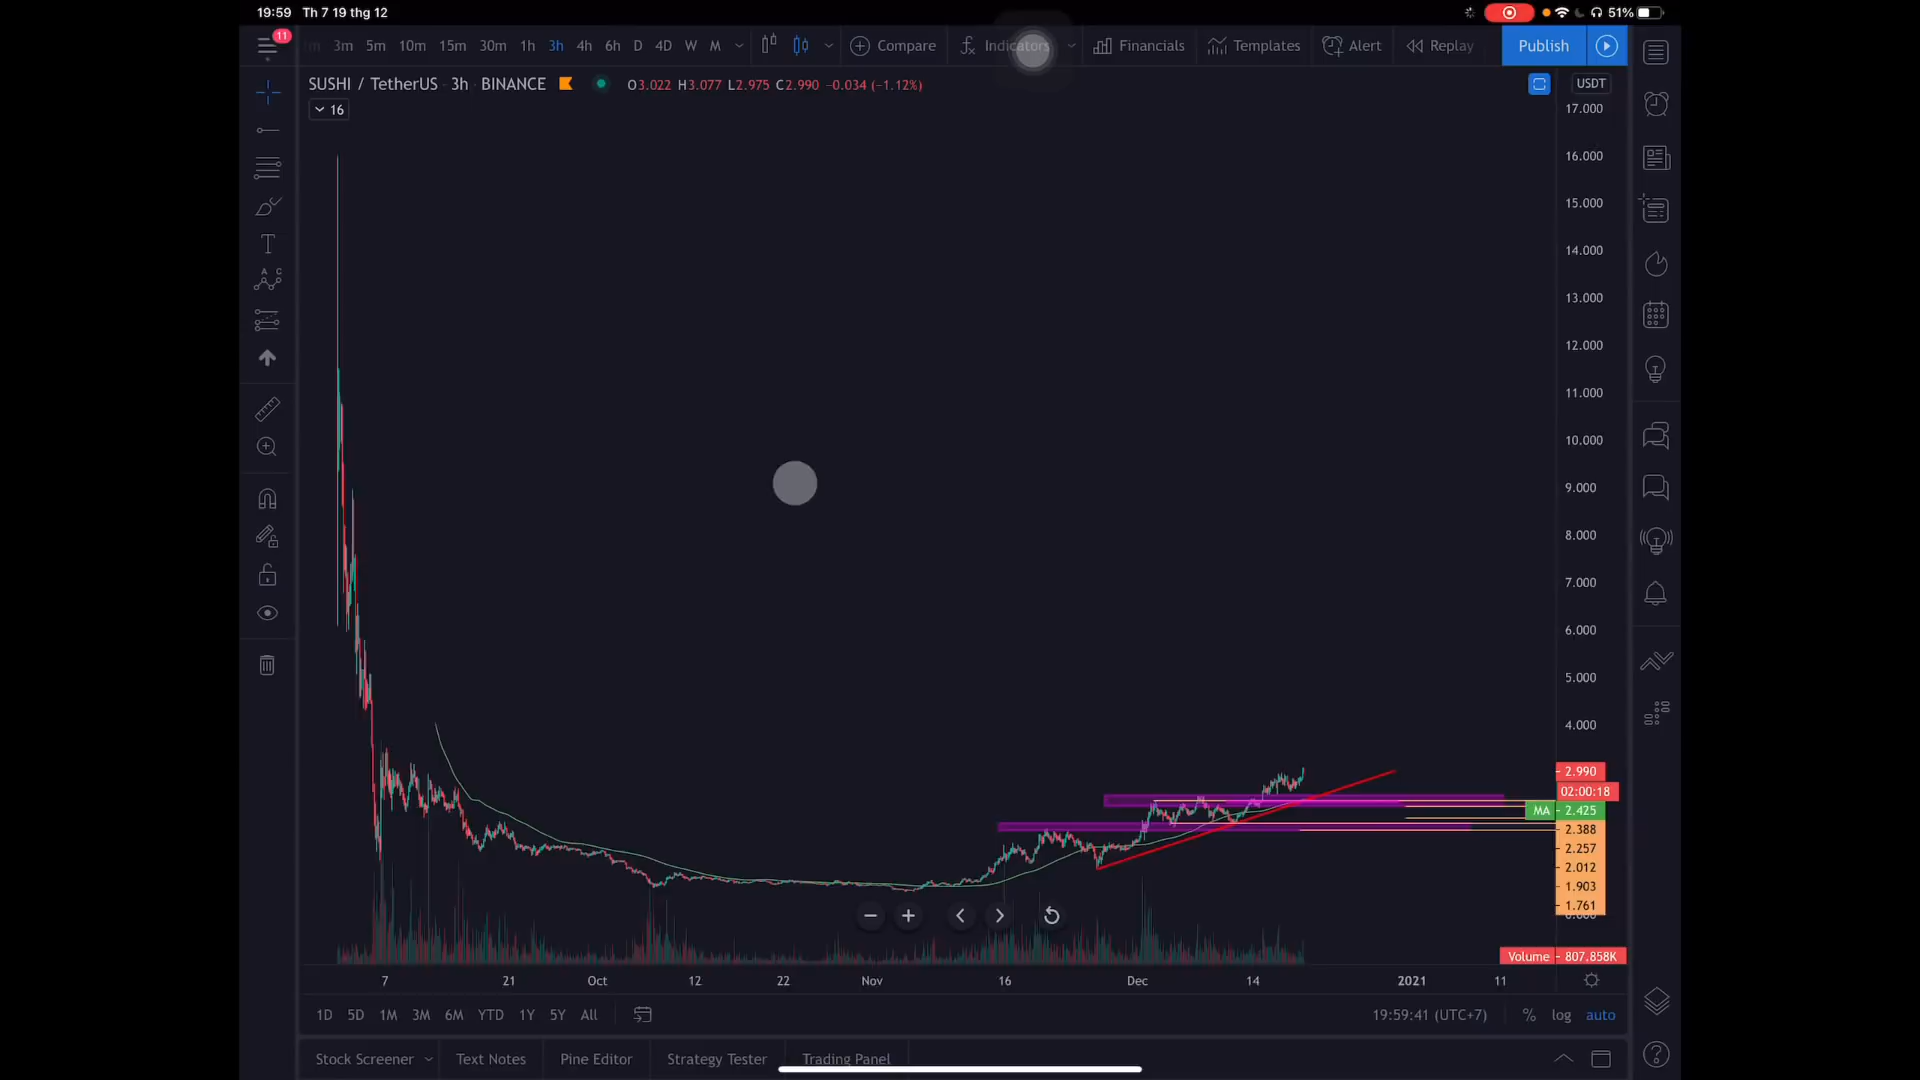 19:59 Th 7 19 thg 12
51%
11
3m 5m 10m 15m 30m 1h 3h 4h 6h D 4D W M Compare Indicators Financials Templates Alert Replay Publish
SUSHI / TetherUS · 3h · BINANCE O3.022 H3.077 L2.975 C2.990 −0.034 (−1.12%)
USDT
16
17.000
16.000
15.000
14.000
13.000
12.000
11.000
10.000
9.000
8.000
7.000
6.000
5.000
4.000
2.990
02:00:18
MA 2.425
2.388
2.257
2.012
1.903
1.761
Volume 807.858K
7 21 Oct 12 22 Nov 16 Dec 14 2021 11
1D 5D 1M 3M 6M YTD 1Y 5Y All 19:59:41 (UTC+7) % log auto
Stock Screener Text Notes Pine Editor Strategy Tester Trading Panel